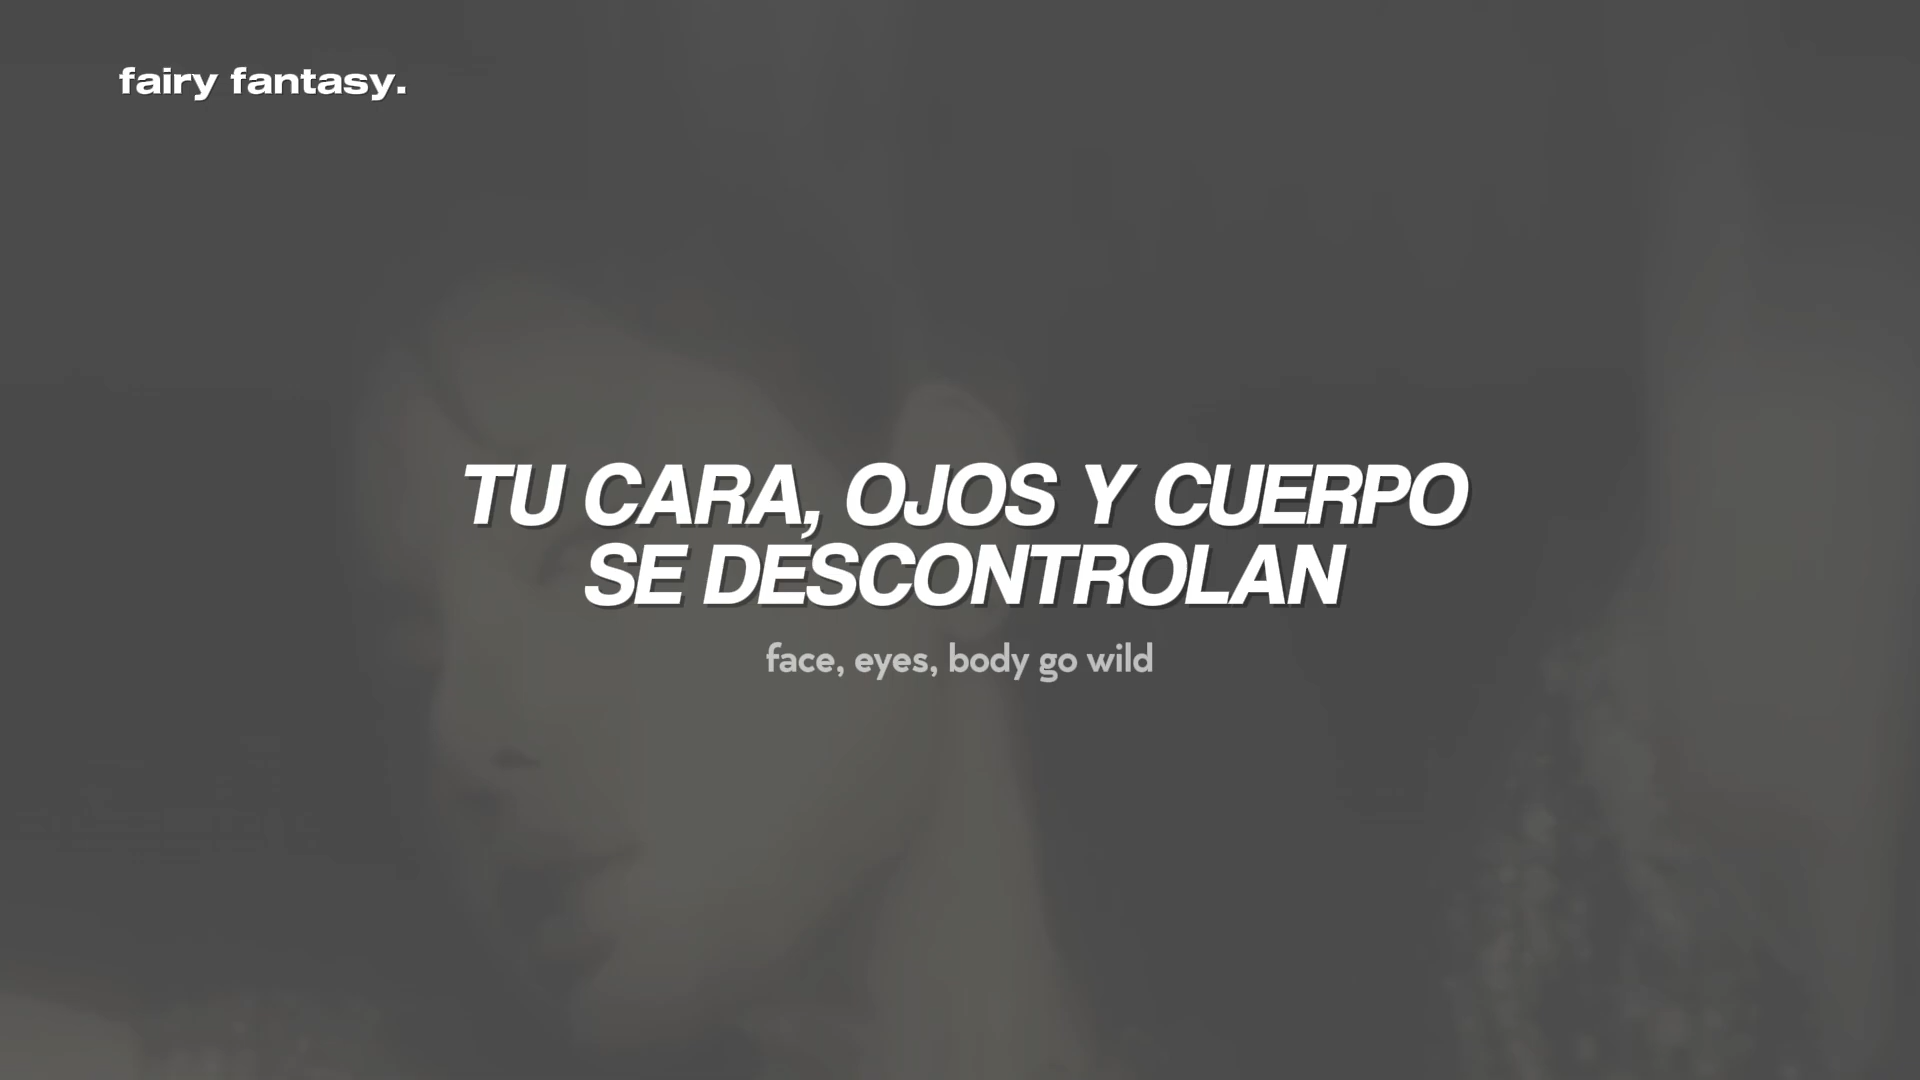 fairy fantasy.
TU CARA, OJOS Y CUERPO
SE DESCONTROLAN
face, eyes, body go wild